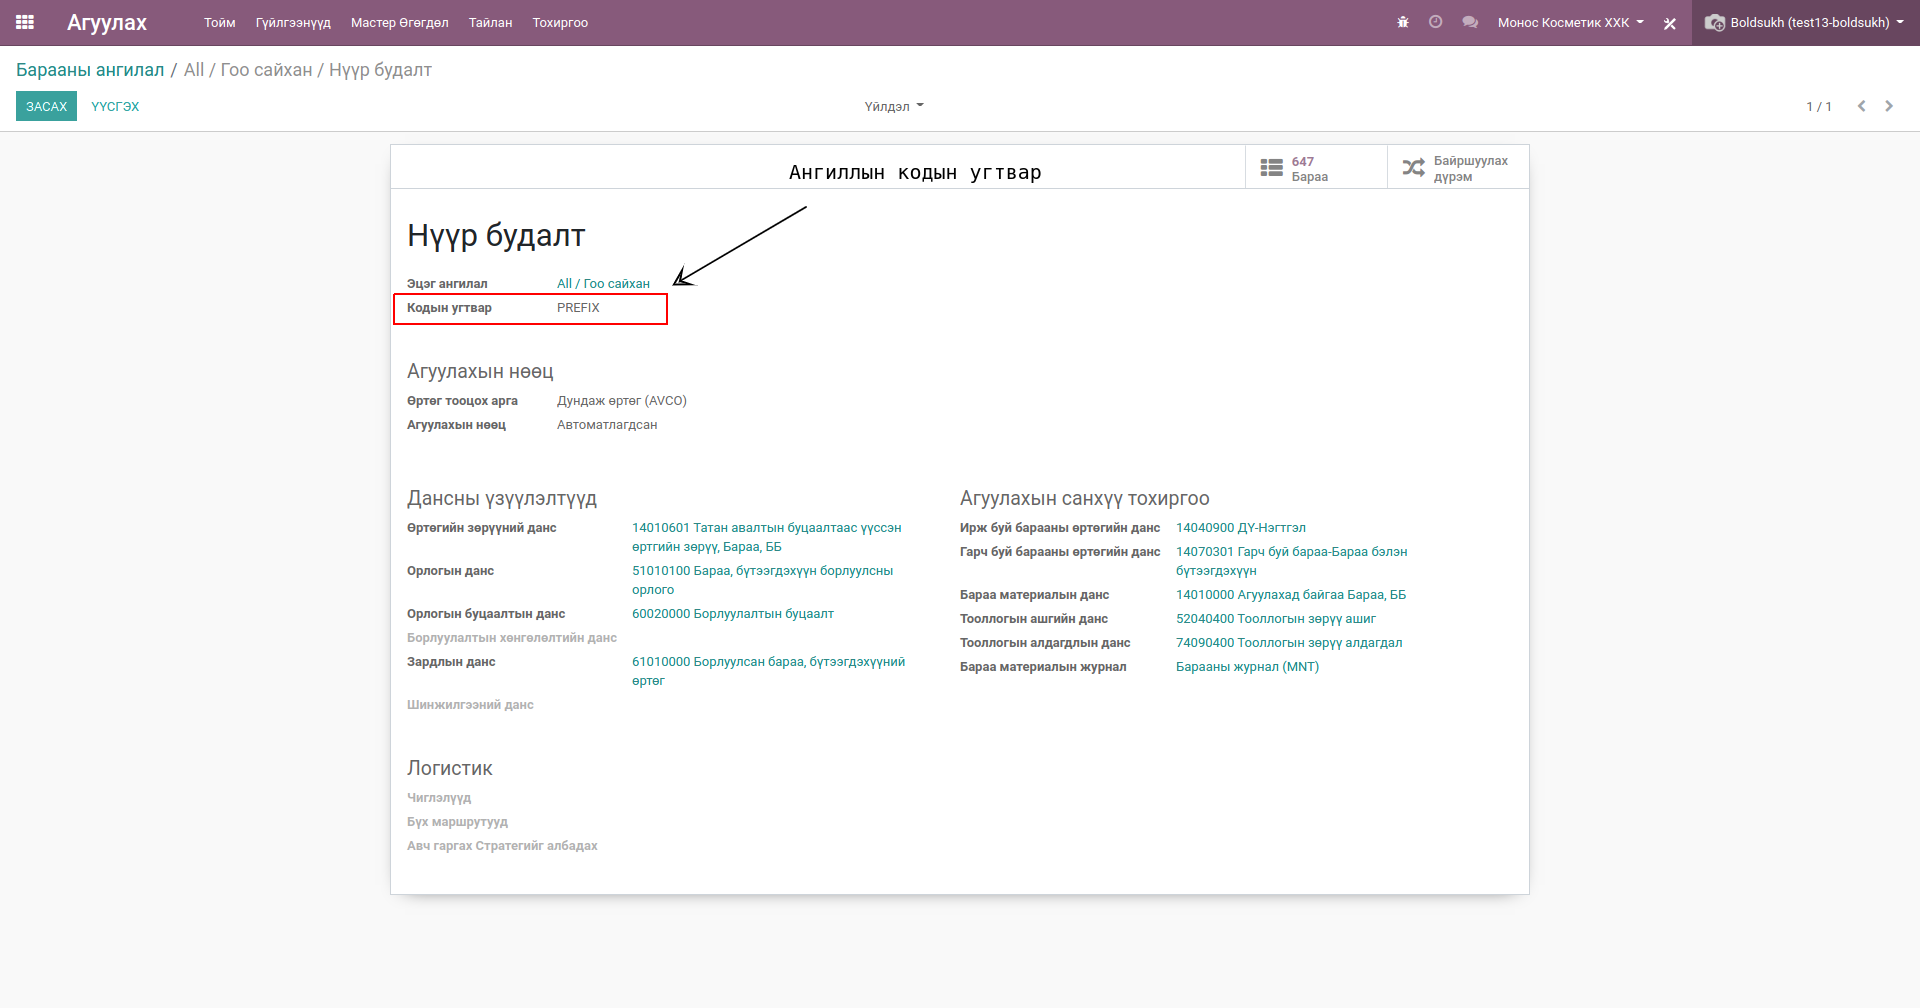 Агуулах
Тойм Гүйлгээнүүд Мастер Өгөгдөл Тайлан Тохиргоо
Монос Косметик ХХК
Boldsukh (test13-boldsukh)
Барааны ангилал / All / Гоо сайхан / Нүүр будалт
ЗАСАХ ҮҮСГЭХ
Үйлдэл
1 / 1
Ангиллын кодын угтвар
647
Бараа
Байршуулах
дүрэм
Нүүр будалт
Эцэг ангилал All / Гоо сайхан
Кодын угтвар PREFIX
Агуулахын нөөц
Өртөг тооцох арга Дундаж өртөг (AVCO)
Агуулахын нөөц Автоматлагдсан
Дансны үзүүлэлтүүд
Өртөгийн зөрүүний данс 14010601 Татан авалтын буцаалтаас үүссэн
өртгийн зөрүү, Бараа, ББ
Орлогын данс 51010100 Бараа, бүтээгдэхүүн борлуулсны
орлого
Орлогын буцаалтын данс 60020000 Борлуулалтын буцаалт
Борлуулалтын хөнгөлөлтийн данс
Зардлын данс 61010000 Борлуулсан бараа, бүтээгдэхүүний
өртөг
Шинжилгээний данс
Агуулахын санхүү тохиргоо
Ирж буй барааны өртөгийн данс 14040900 ДҮ-Нэгтгэл
Гарч буй барааны өртөгийн данс 14070301 Гарч буй бараа-Бараа бэлэн
бүтээгдэхүүн
Бараа материалын данс 14010000 Агуулахад байгаа Бараа, ББ
Тооллогын ашгийн данс 52040400 Тооллогын зөрүү ашиг
Тооллогын алдагдлын данс 74090400 Тооллогын зөрүү алдагдал
Бараа материалын журнал Барааны журнал (MNT)
Логистик
Чиглэлүүд
Бүх маршрутууд
Авч гаргах Стратегийг албадах